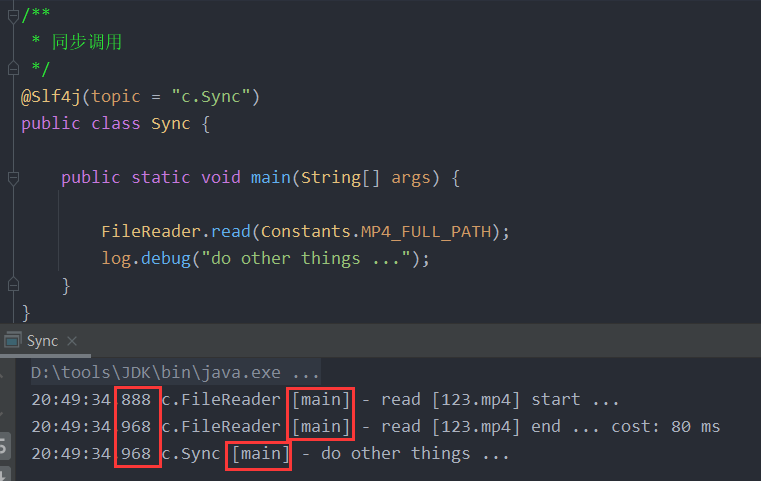 /**
* 同步调用
*/
@Slf4j(topic = "c.Sync")
public class Sync {
public static void main(String[] args) {
FileReader.read(Constants.MP4_FULL_PATH);
log.debug("do other things ...");
}
}
Sync ×
D:\tools\JDK\bin\java.exe ...
20:49:34.888 c.FileReader [main] - read [123.mp4] start ...
20:49:34.968 c.FileReader [main] - read [123.mp4] end ... cost: 80 ms
20:49:34.968 c.Sync [main] - do other things ...